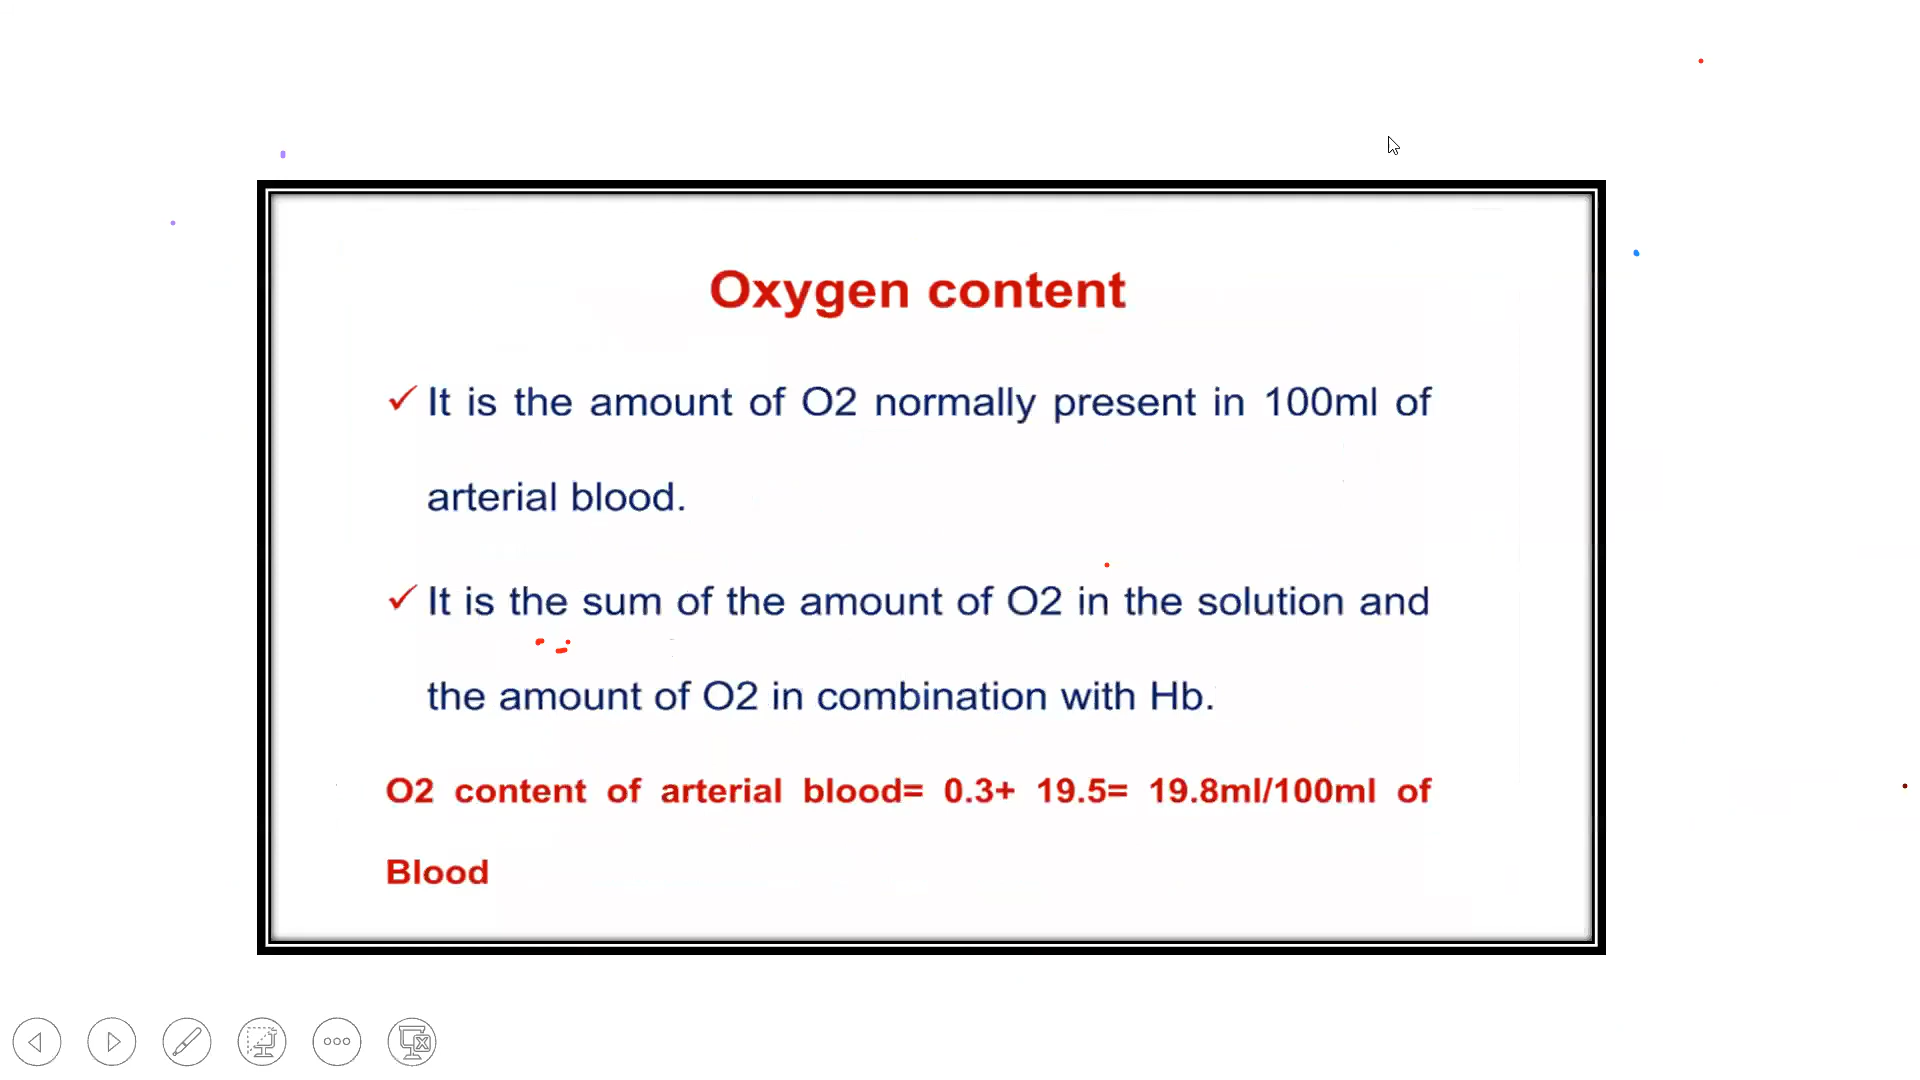 Oxygen content
It is the amount of O2 normally present in 100ml of
arterial blood.
It is the sum of the amount of O2 in the solution and
the amount of O2 in combination with Hb.
O2 content of arterial blood= 0.3+ 19.5= 19.8ml/100ml of
Blood